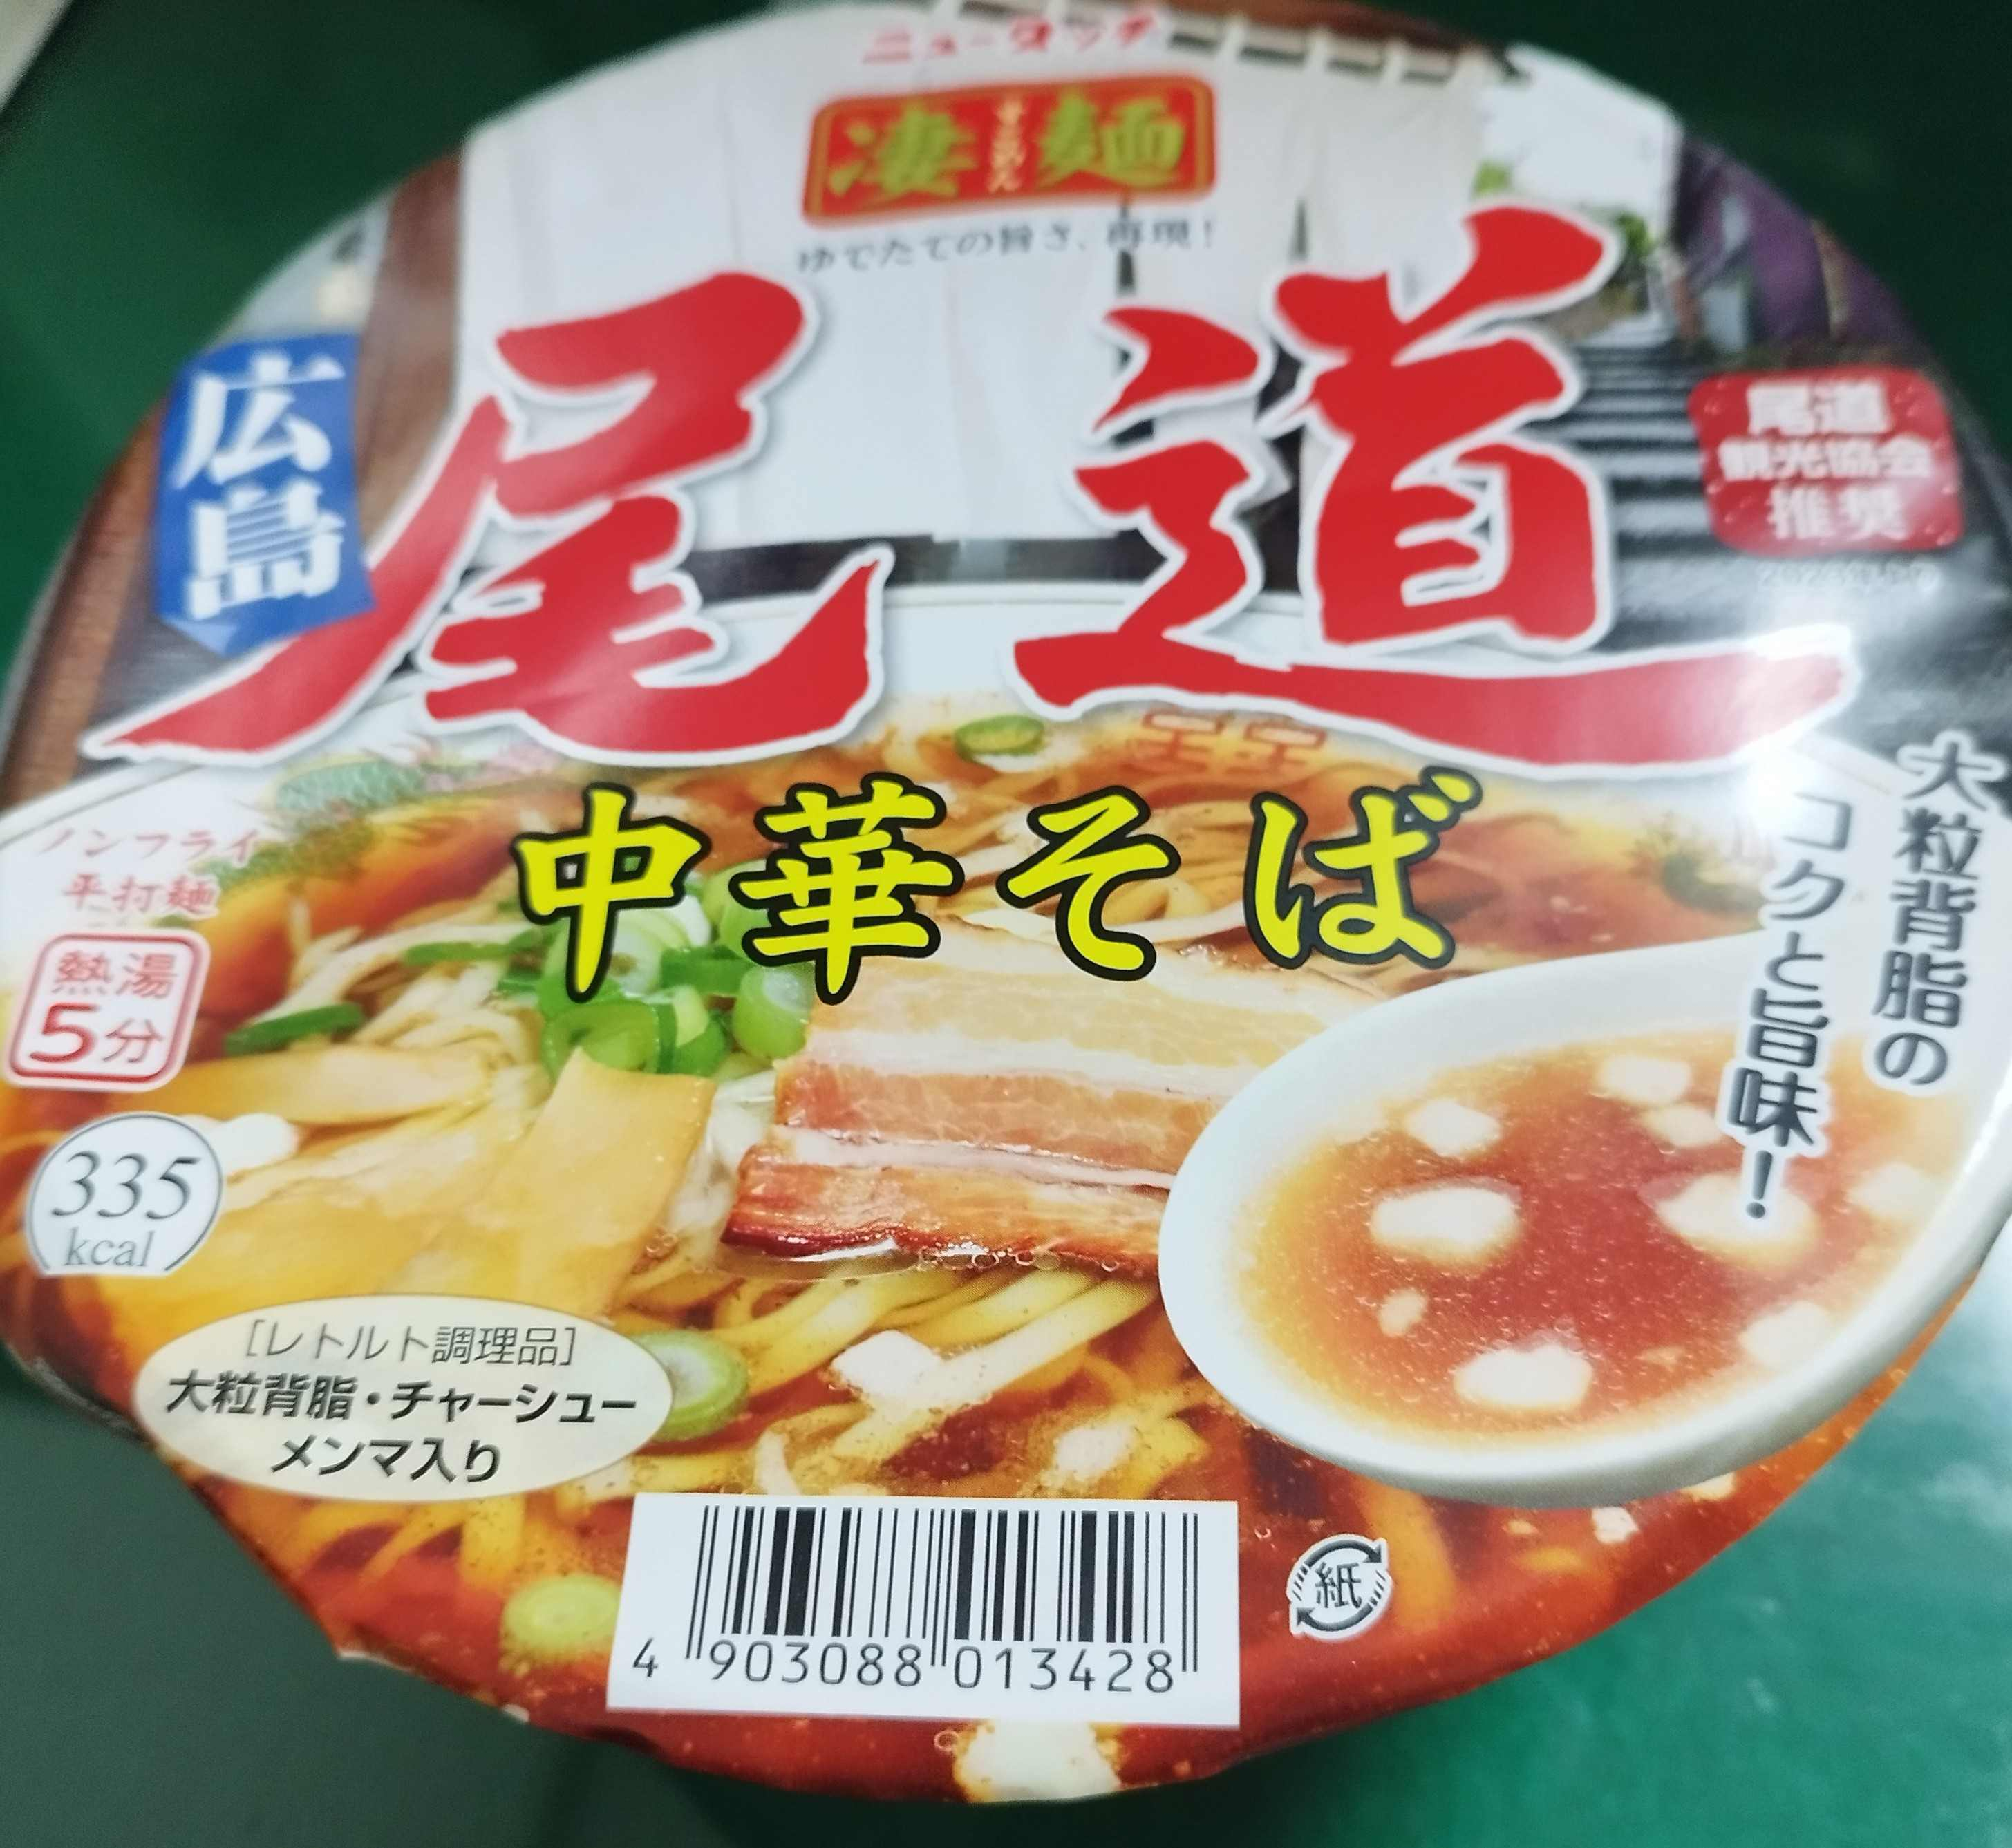 ニュータッチ
凄麺
すごめん
ゆでたての旨さ、再現!
広島
尾道
尾道
観光協会
推奨
中華そば
大粒背脂の
コクと旨味!
ノンフライ
平打麺
熱湯
5分
335
kcal
[レトルト調理品]
大粒背脂・チャーシュー
メンマ入り
4 903088 013428
紙